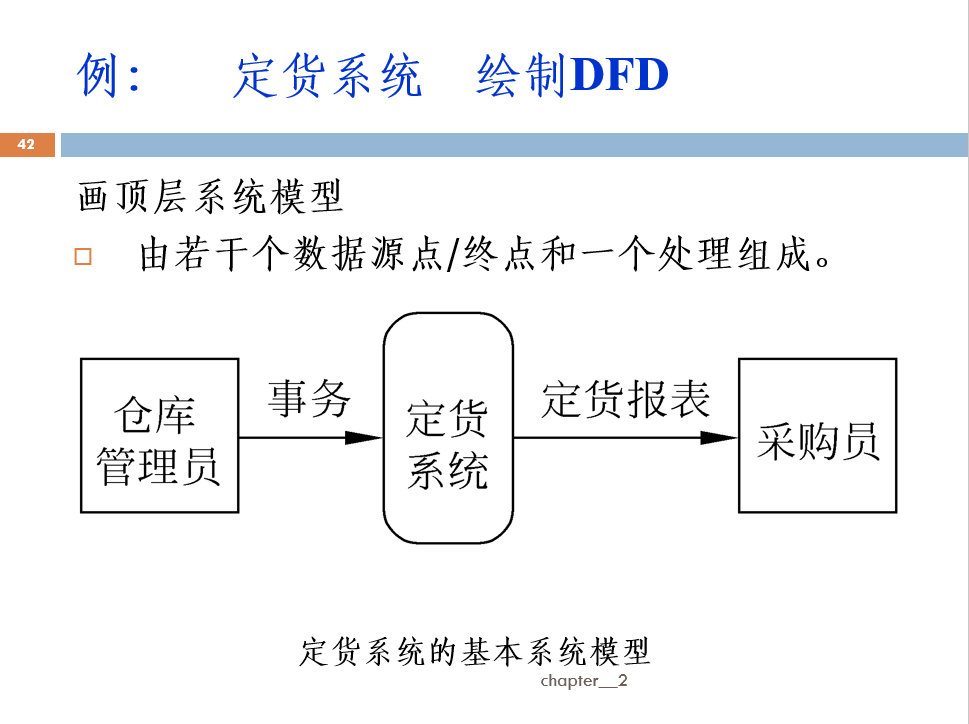 例： 定货系统 绘制DFD
42
画顶层系统模型
由若干个数据源点/终点和一个处理组成。
仓库
管理员
事务
定货
系统
定货报表
采购员
定货系统的基本系统模型
chapter__2